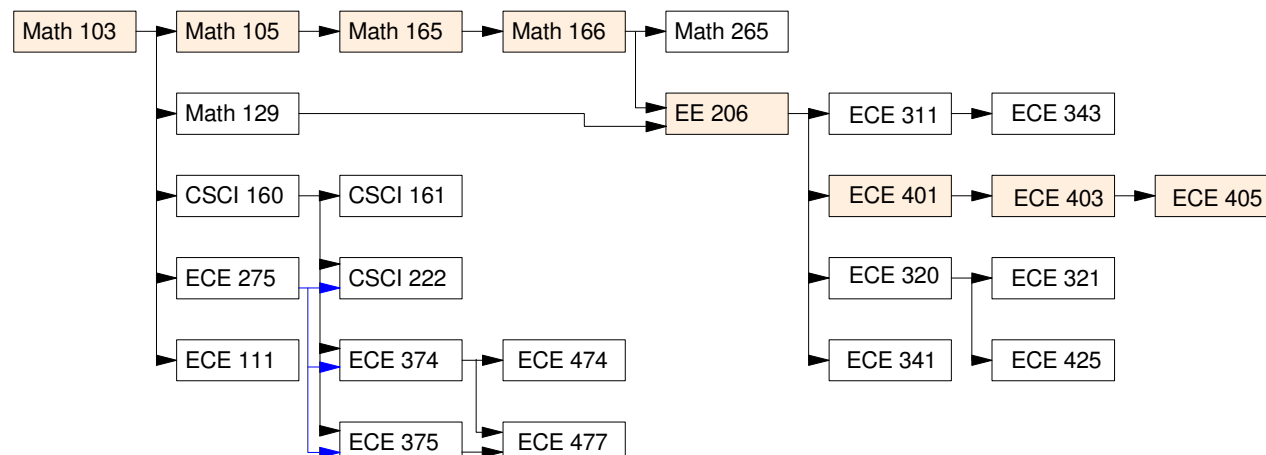 Math 103 Math 105 Math 165 Math 166 Math 265
Math 129 EE 206 ECE 311 ECE 343
CSCI 160 CSCI 161 ECE 401 ECE 403 ECE 405
ECE 275 CSCI 222 ECE 320 ECE 321
ECE 111 ECE 374 ECE 474 ECE 341 ECE 425
ECE 375 ECE 477